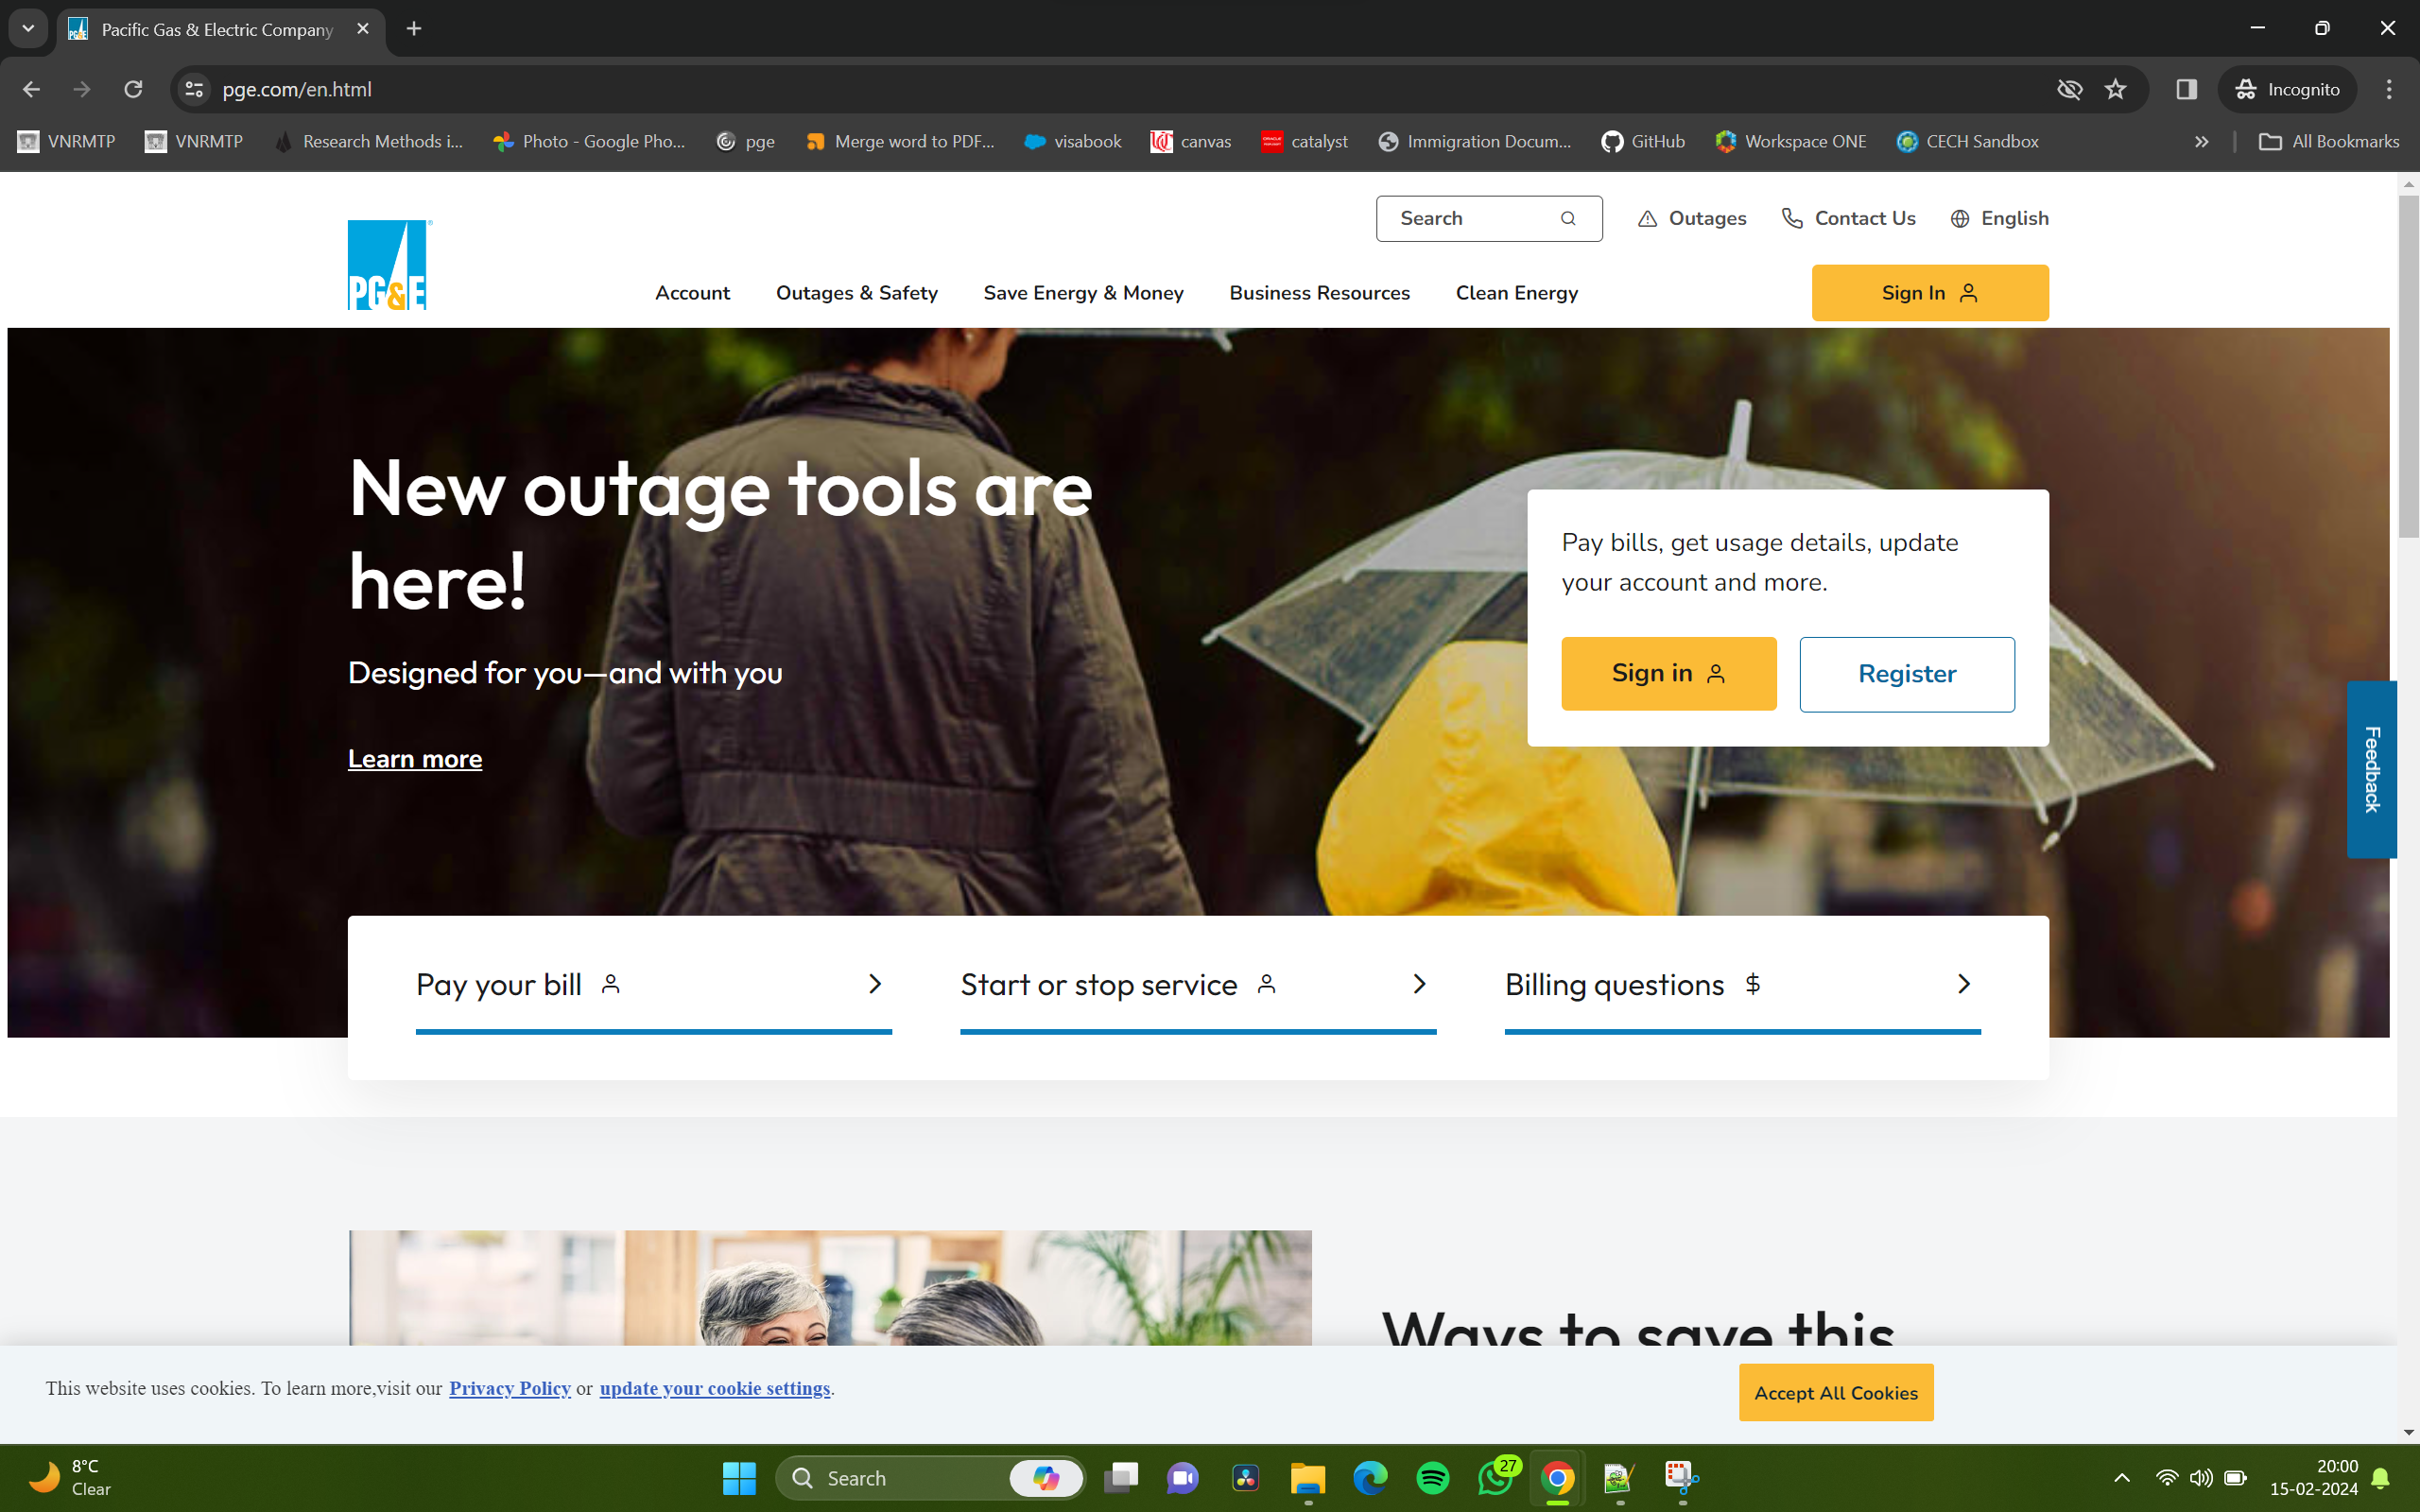 Pacific Gas & Electric Company
pge.com/en.html
Incognito
VNRMTP
VNRMTP
Research Methods i...
Photo - Google Pho...
pge
Merge word to PDF...
visabook
canvas
catalyst
Immigration Docum...
GitHub
Workspace ONE
CECH Sandbox
All Bookmarks
Search
Outages
Contact Us
English
PG&E
Account
Outages & Safety
Save Energy & Money
Business Resources
Clean Energy
Sign In
New outage tools are
here!
Designed for you—and with you
Learn more
Pay bills, get usage details, update
your account and more.
Sign in
Register
Feedback
Pay your bill
Start or stop service
Billing questions
Ways to save this
This website uses cookies. To learn more,visit our Privacy Policy or update your cookie settings.
Accept All Cookies
8°C
Clear
Search
27
20:00
15-02-2024